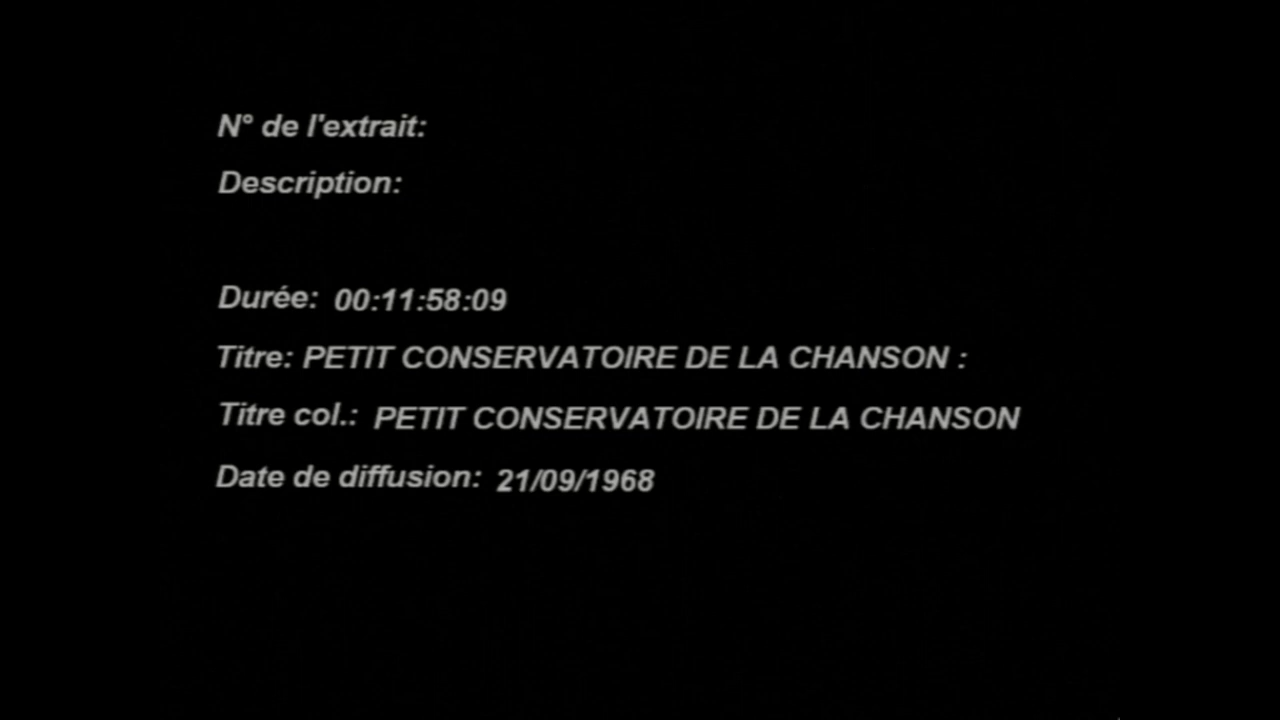 N° de l'extrait:
Description:
Durée: 00:11:58:09
Titre: PETIT CONSERVATOIRE DE LA CHANSON :
Titre col.: PETIT CONSERVATOIRE DE LA CHANSON
Date de diffusion: 21/09/1968